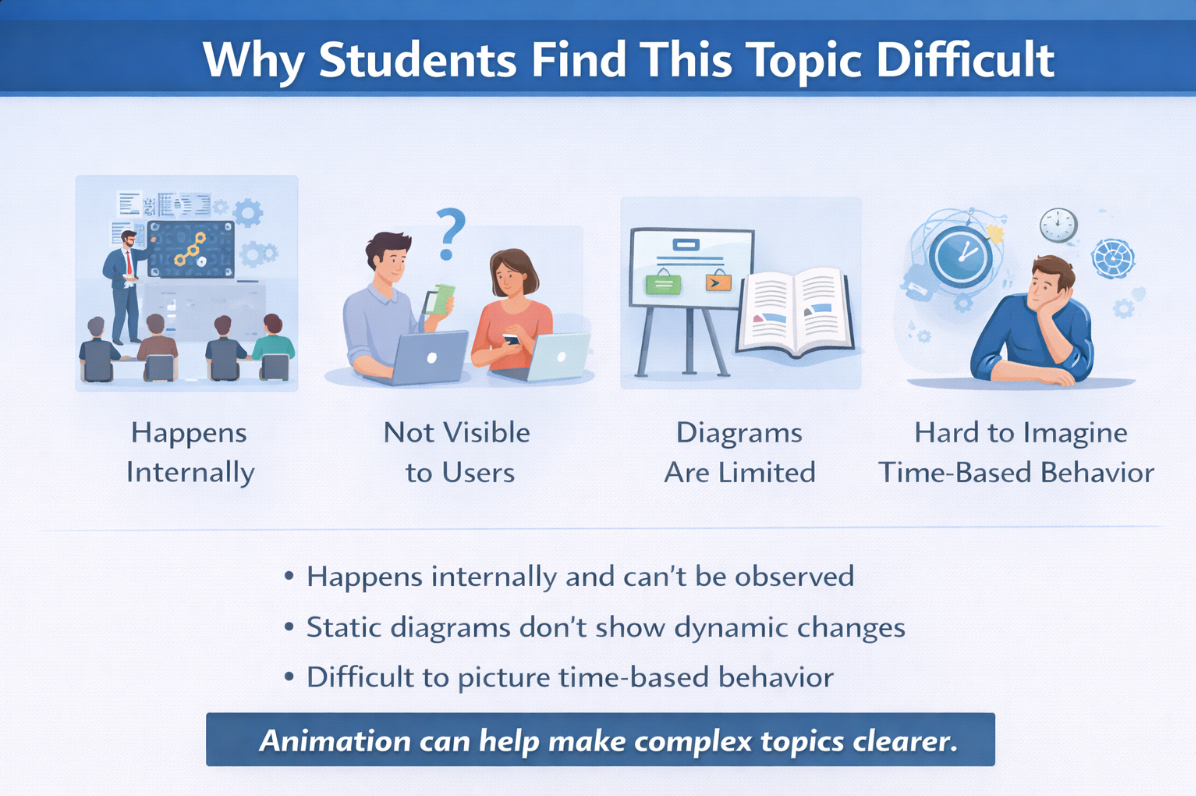 Why Students Find This Topic Difficult
?
Happens
Internally
Not Visible
to Users
Diagrams
Are Limited
Hard to Imagine
Time-Based Behavior
• Happens internally and can't be observed
• Static diagrams don't show dynamic changes
• Difficult to picture time-based behavior
Animation can help make complex topics clearer.